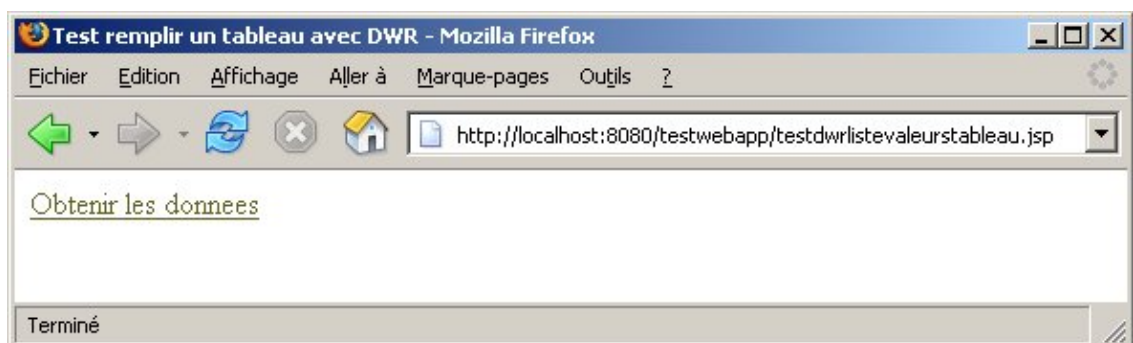 Test remplir un tableau avec DWR - Mozilla Firefox
Fichier Edition Affichage Aller à Marque-pages Outils ?
http://localhost:8080/testwebapp/testdwrlistevaleurstableau.jsp
Obtenir les donnees
Terminé